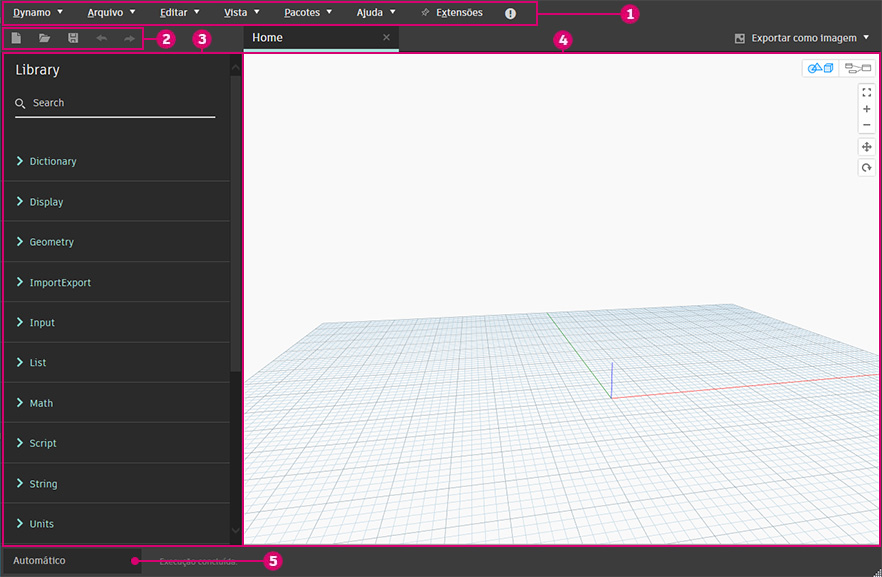 Dynamo Arquivo Editar Vista Pacotes Ajuda Extensões 1
2 3 Home 4 Exportar como Imagem
Library
Search
Dictionary
Display
Geometry
ImportExport
Input
List
Math
Script
String
Units
Automático Execução concluída. 5